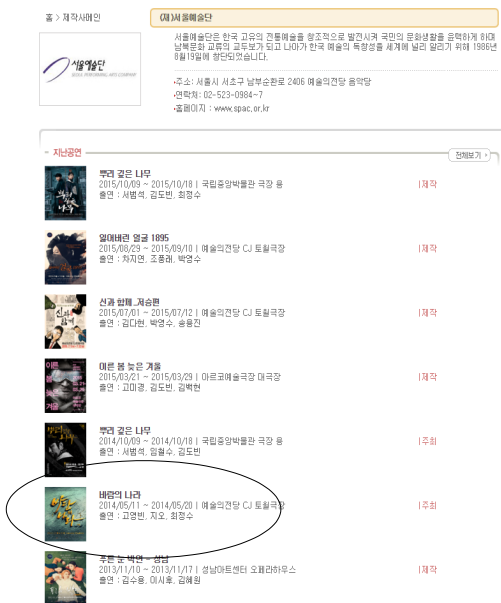 홈 > 제작사메인
(재)서울예술단
서울예술단은 한국 고유의 전통예술을 창조적으로 발전시켜 국민의 문화생활을 윤택하게 하며
남북문화 교류의 교두보가 되고 나아가 한국 예술의 독창성을 세계에 널리 알리기 위해 1986년
8월19일에 창단되었습니다.
서울예술단
SEOUL PERFORMING ARTS COMPANY
•주소: 서울시 서초구 남부순환로 2406 예술의전당 음악당
•연락처: 02-523-0984~7
•홈페이지 : www.spac.or.kr
- 지난공연
전체보기
뿌리 깊은 나무
2015/10/09 ~ 2015/10/18 | 국립중앙박물관 극장 용 | 제작
출연 : 서범석, 김도빈, 최정수
잃어버린 얼굴 1895
2015/08/29 ~ 2015/09/10 | 예술의전당 CJ 토월극장 | 제작
출연 : 차지연, 조풍래, 박영수
신과 함께_저승편
2015/07/01 ~ 2015/07/12 | 예술의전당 CJ 토월극장 | 제작
출연 : 김다현, 박영수, 송용진
이른 봄 늦은 겨울
2015/03/21 ~ 2015/03/29 | 아르코예술극장 대극장 | 제작
출연 : 고미경, 김도빈, 김백현
뿌리 깊은 나무
2014/10/09 ~ 2014/10/18 | 국립중앙박물관 극장 용 | 주최
출연 : 서범석, 임철수, 김도빈
바람의 나라
2014/05/11 ~ 2014/05/20 | 예술의전당 CJ 토월극장 | 주최
출연 : 고영빈, 지오, 최정수
푸른 눈 박연 - 성남
2013/11/10 ~ 2013/11/17 | 성남아트센터 오페라하우스 | 제작
출연 : 김수용, 이시후, 김혜원